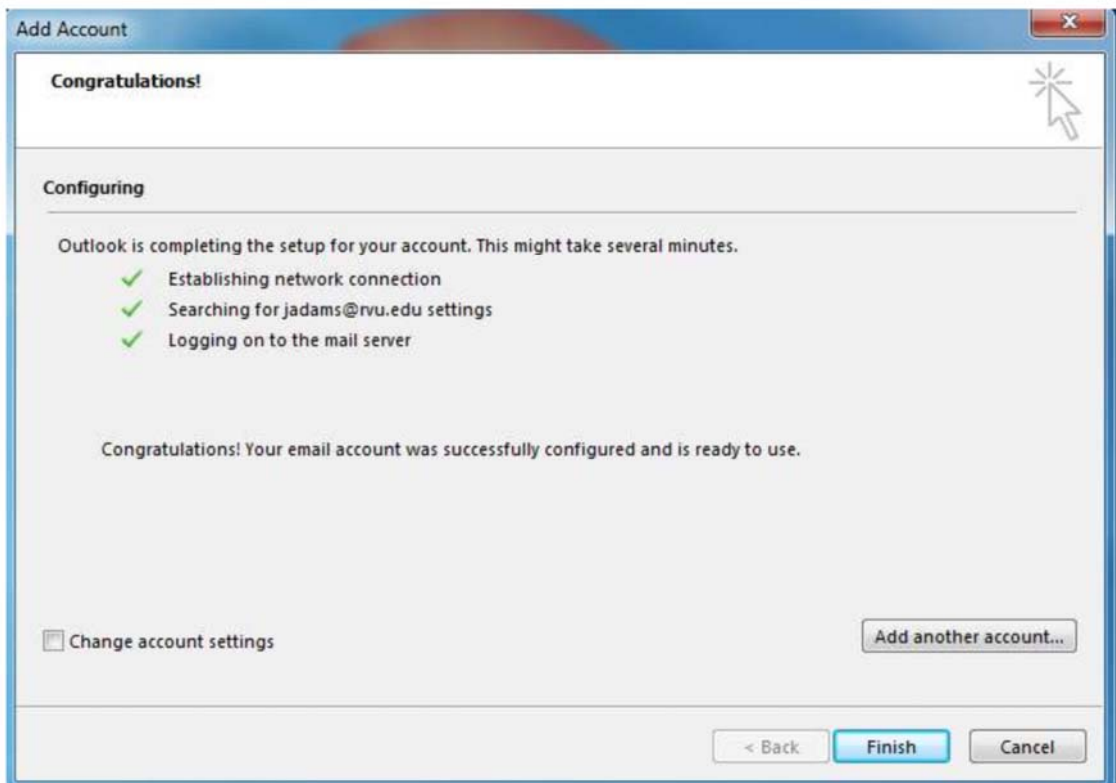 Add Account
Congratulations!
Configuring
Outlook is completing the setup for your account. This might take several minutes.
Establishing network connection
Searching for jadams@rvu.edu settings
Logging on to the mail server
Congratulations! Your email account was successfully configured and is ready to use.
Change account settings
Add another account...
< Back
Finish
Cancel